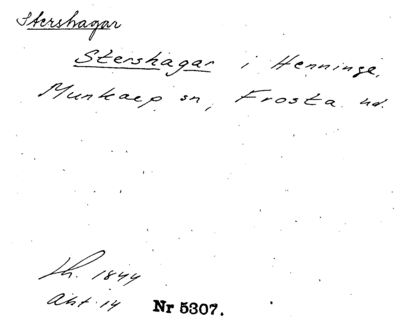 Stershagar
Stershagar i Henninge,
Munkarp sn, Frosta hd.
Lh. 1844
Akt. 14 Nr 5307.